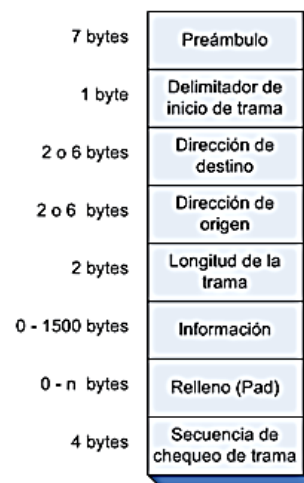 7 bytes
Preámbulo
1 byte
Delimitador de
inicio de trama
2 o 6 bytes
Dirección de
destino
2 o 6 bytes
Dirección de
origen
2 bytes
Longitud de la
trama
0 - 1500 bytes
Información
0 - n bytes
Relleno (Pad)
4 bytes
Secuencia de
chequeo de trama